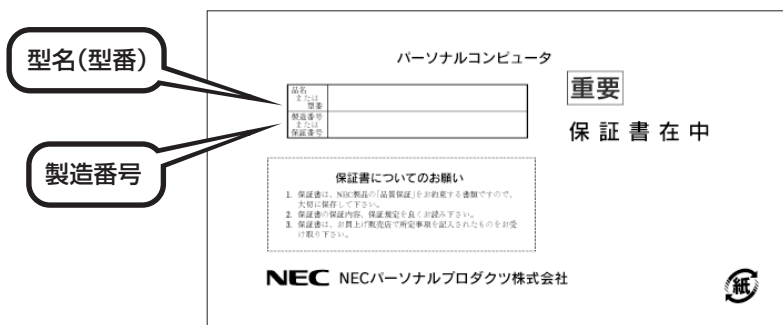 型名(型番)
製造番号
パーソナルコンピュータ
品名
または
型番
製造番号
または
保証番号
重要
保証書在中
保証書についてのお願い
1. 保証書は、NEC製品の「品質保証」をお約束する書類ですので、
大切に保存して下さい。
2. 保証書の保証内容、保証規定を良くお読み下さい。
3. 保証書は、お買上げ販売店で所定事項を記入されたものをお受
け取り下さい。
NEC NECパーソナルプロダクツ株式会社
紙